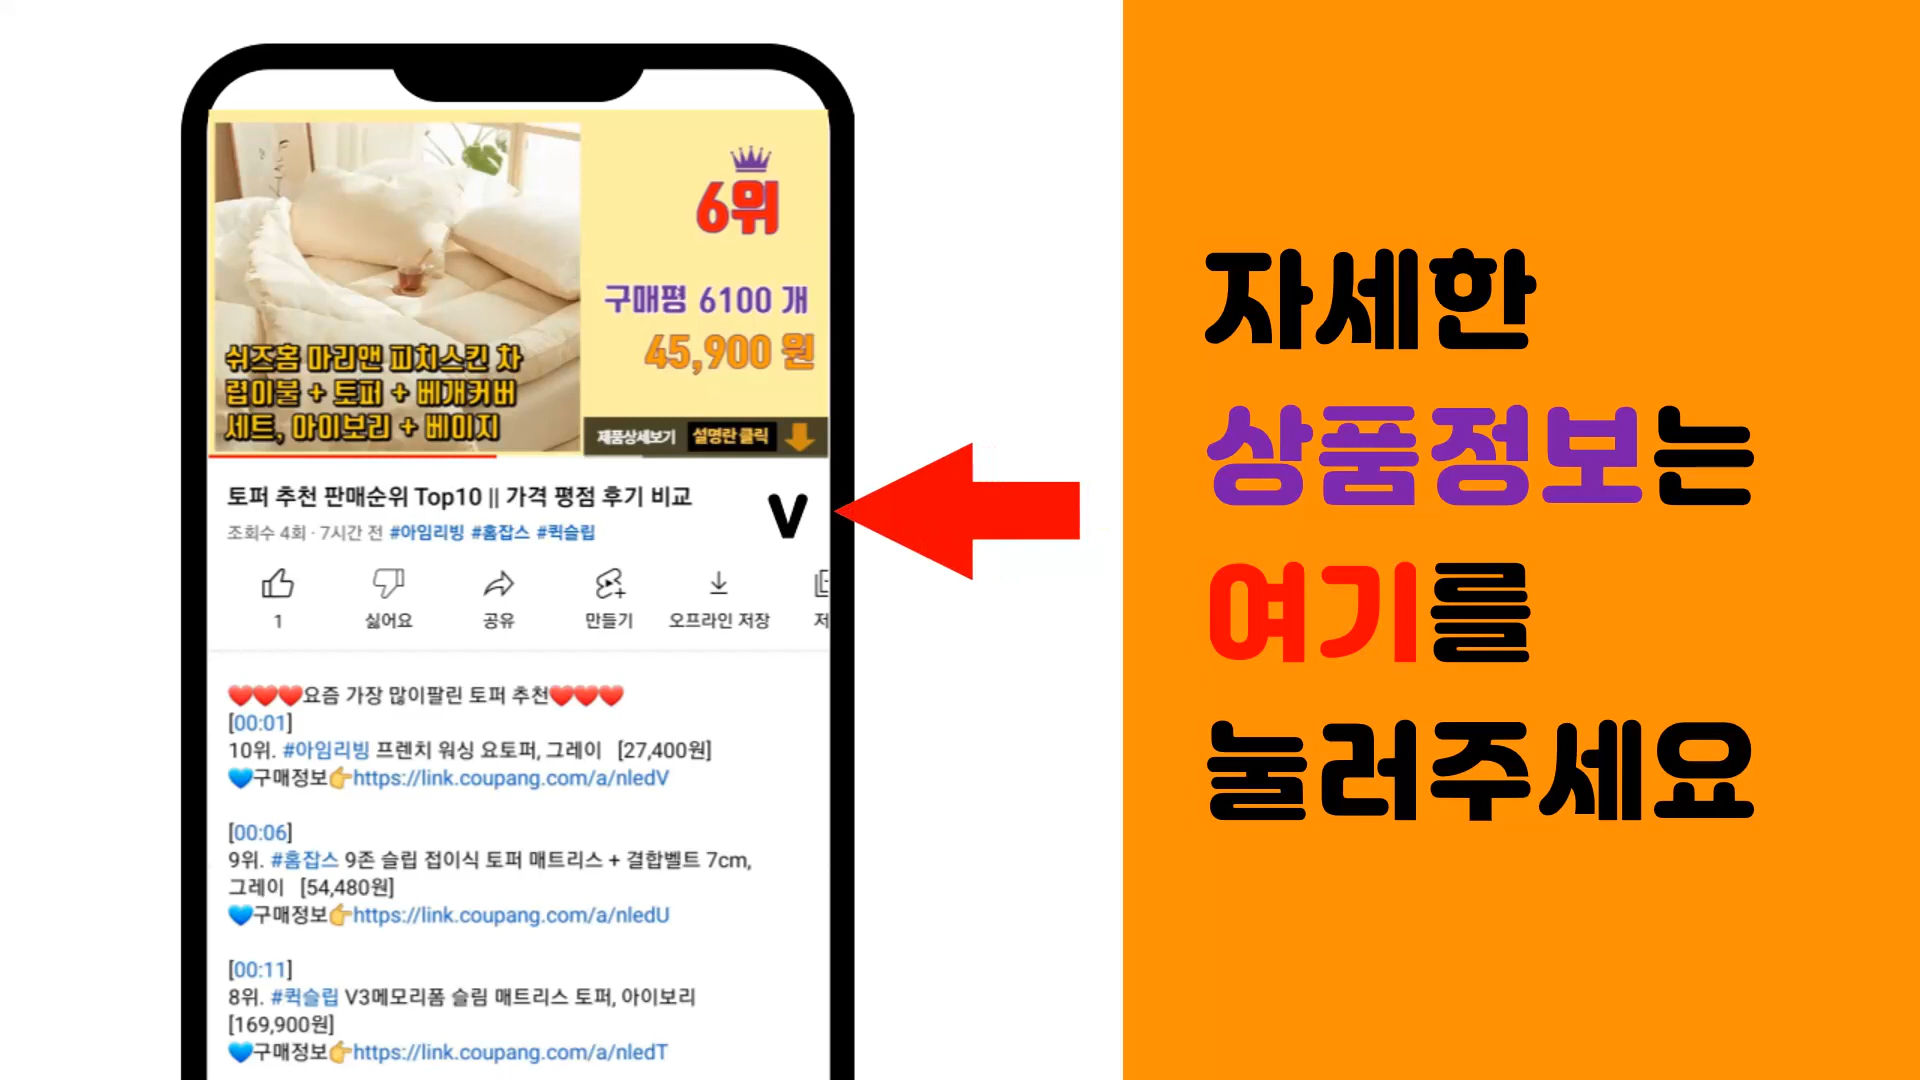 6위
구매평 6100 개
45,900 원
쉬즈홈 마리앤 피치스킨 차
렵이불 + 토퍼 + 베개커버
세트, 아이보리 + 베이지
제품상세보기 설명란 클릭
토퍼 추천 판매순위 Top10 || 가격 평점 후기 비교
V
조회수 4회 · 7시간 전 #아임리빙 #홈잡스 #퀵슬립
1 싫어요 공유 만들기 오프라인 저장 저
❤❤❤요즘 가장 많이팔린 토퍼 추천❤❤❤
[00:01]
10위. #아임리빙 프렌치 워싱 요토퍼, 그레이 [27,400원]
💙구매정보👉https://link.coupang.com/a/nledV
[00:06]
9위. #홈잡스 9존 슬립 접이식 토퍼 매트리스 + 결합벨트 7cm,
그레이 [54,480원]
💙구매정보👉https://link.coupang.com/a/nledU
[00:11]
8위. #퀵슬립 V3메모리폼 슬림 매트리스 토퍼, 아이보리
[169,900원]
💙구매정보👉https://link.coupang.com/a/nledT
자세한
상품정보는
여기를
눌러주세요